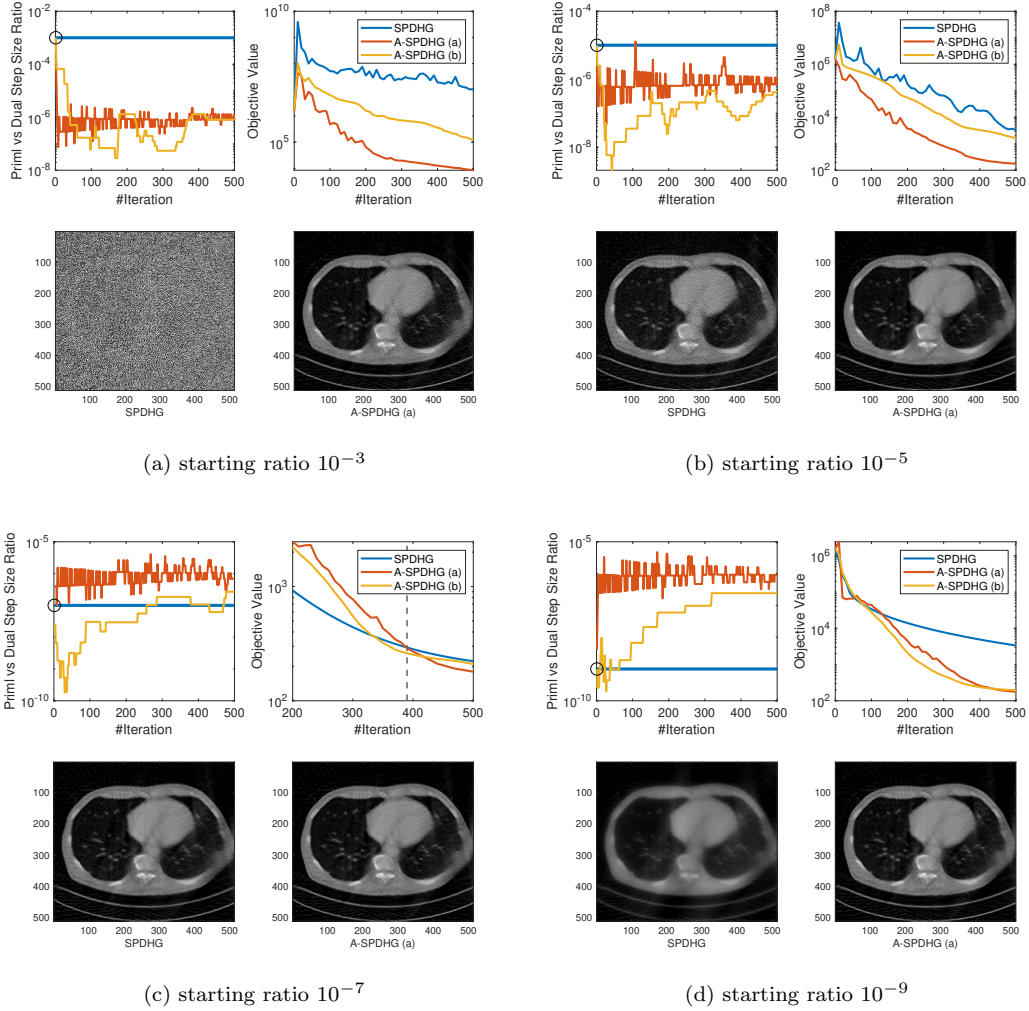 Priml vs Dual Step Size Ratio
10^-2
10^-4
10^-6
10^-8
0 100 200 300 400 500
#Iteration
Objective Value
10^10
10^5
0 100 200 300 400 500
#Iteration
SPDHG
A-SPDHG (a)
A-SPDHG (b)
100
200
300
400
500
100 200 300 400 500
SPDHG
100
200
300
400
500
100 200 300 400 500
A-SPDHG (a)
(a) starting ratio 10^-3
Priml vs Dual Step Size Ratio
10^-4
10^-6
10^-8
0 100 200 300 400 500
#Iteration
Objective Value
10^8
10^6
10^4
10^2
0 100 200 300 400 500
#Iteration
SPDHG
A-SPDHG (a)
A-SPDHG (b)
100
200
300
400
500
100 200 300 400 500
SPDHG
100
200
300
400
500
100 200 300 400 500
A-SPDHG (a)
(b) starting ratio 10^-5
Priml vs Dual Step Size Ratio
10^-5
10^-10
0 100 200 300 400 500
#Iteration
Objective Value
10^3
10^2
200 300 400 500
#Iteration
SPDHG
A-SPDHG (a)
A-SPDHG (b)
100
200
300
400
500
100 200 300 400 500
SPDHG
100
200
300
400
500
100 200 300 400 500
A-SPDHG (a)
(c) starting ratio 10^-7
Priml vs Dual Step Size Ratio
10^-5
10^-10
0 100 200 300 400 500
#Iteration
Objective Value
10^6
10^4
10^2
0 100 200 300 400 500
#Iteration
SPDHG
A-SPDHG (a)
A-SPDHG (b)
100
200
300
400
500
100 200 300 400 500
SPDHG
100
200
300
400
500
100 200 300 400 500
A-SPDHG (a)
(d) starting ratio 10^-9